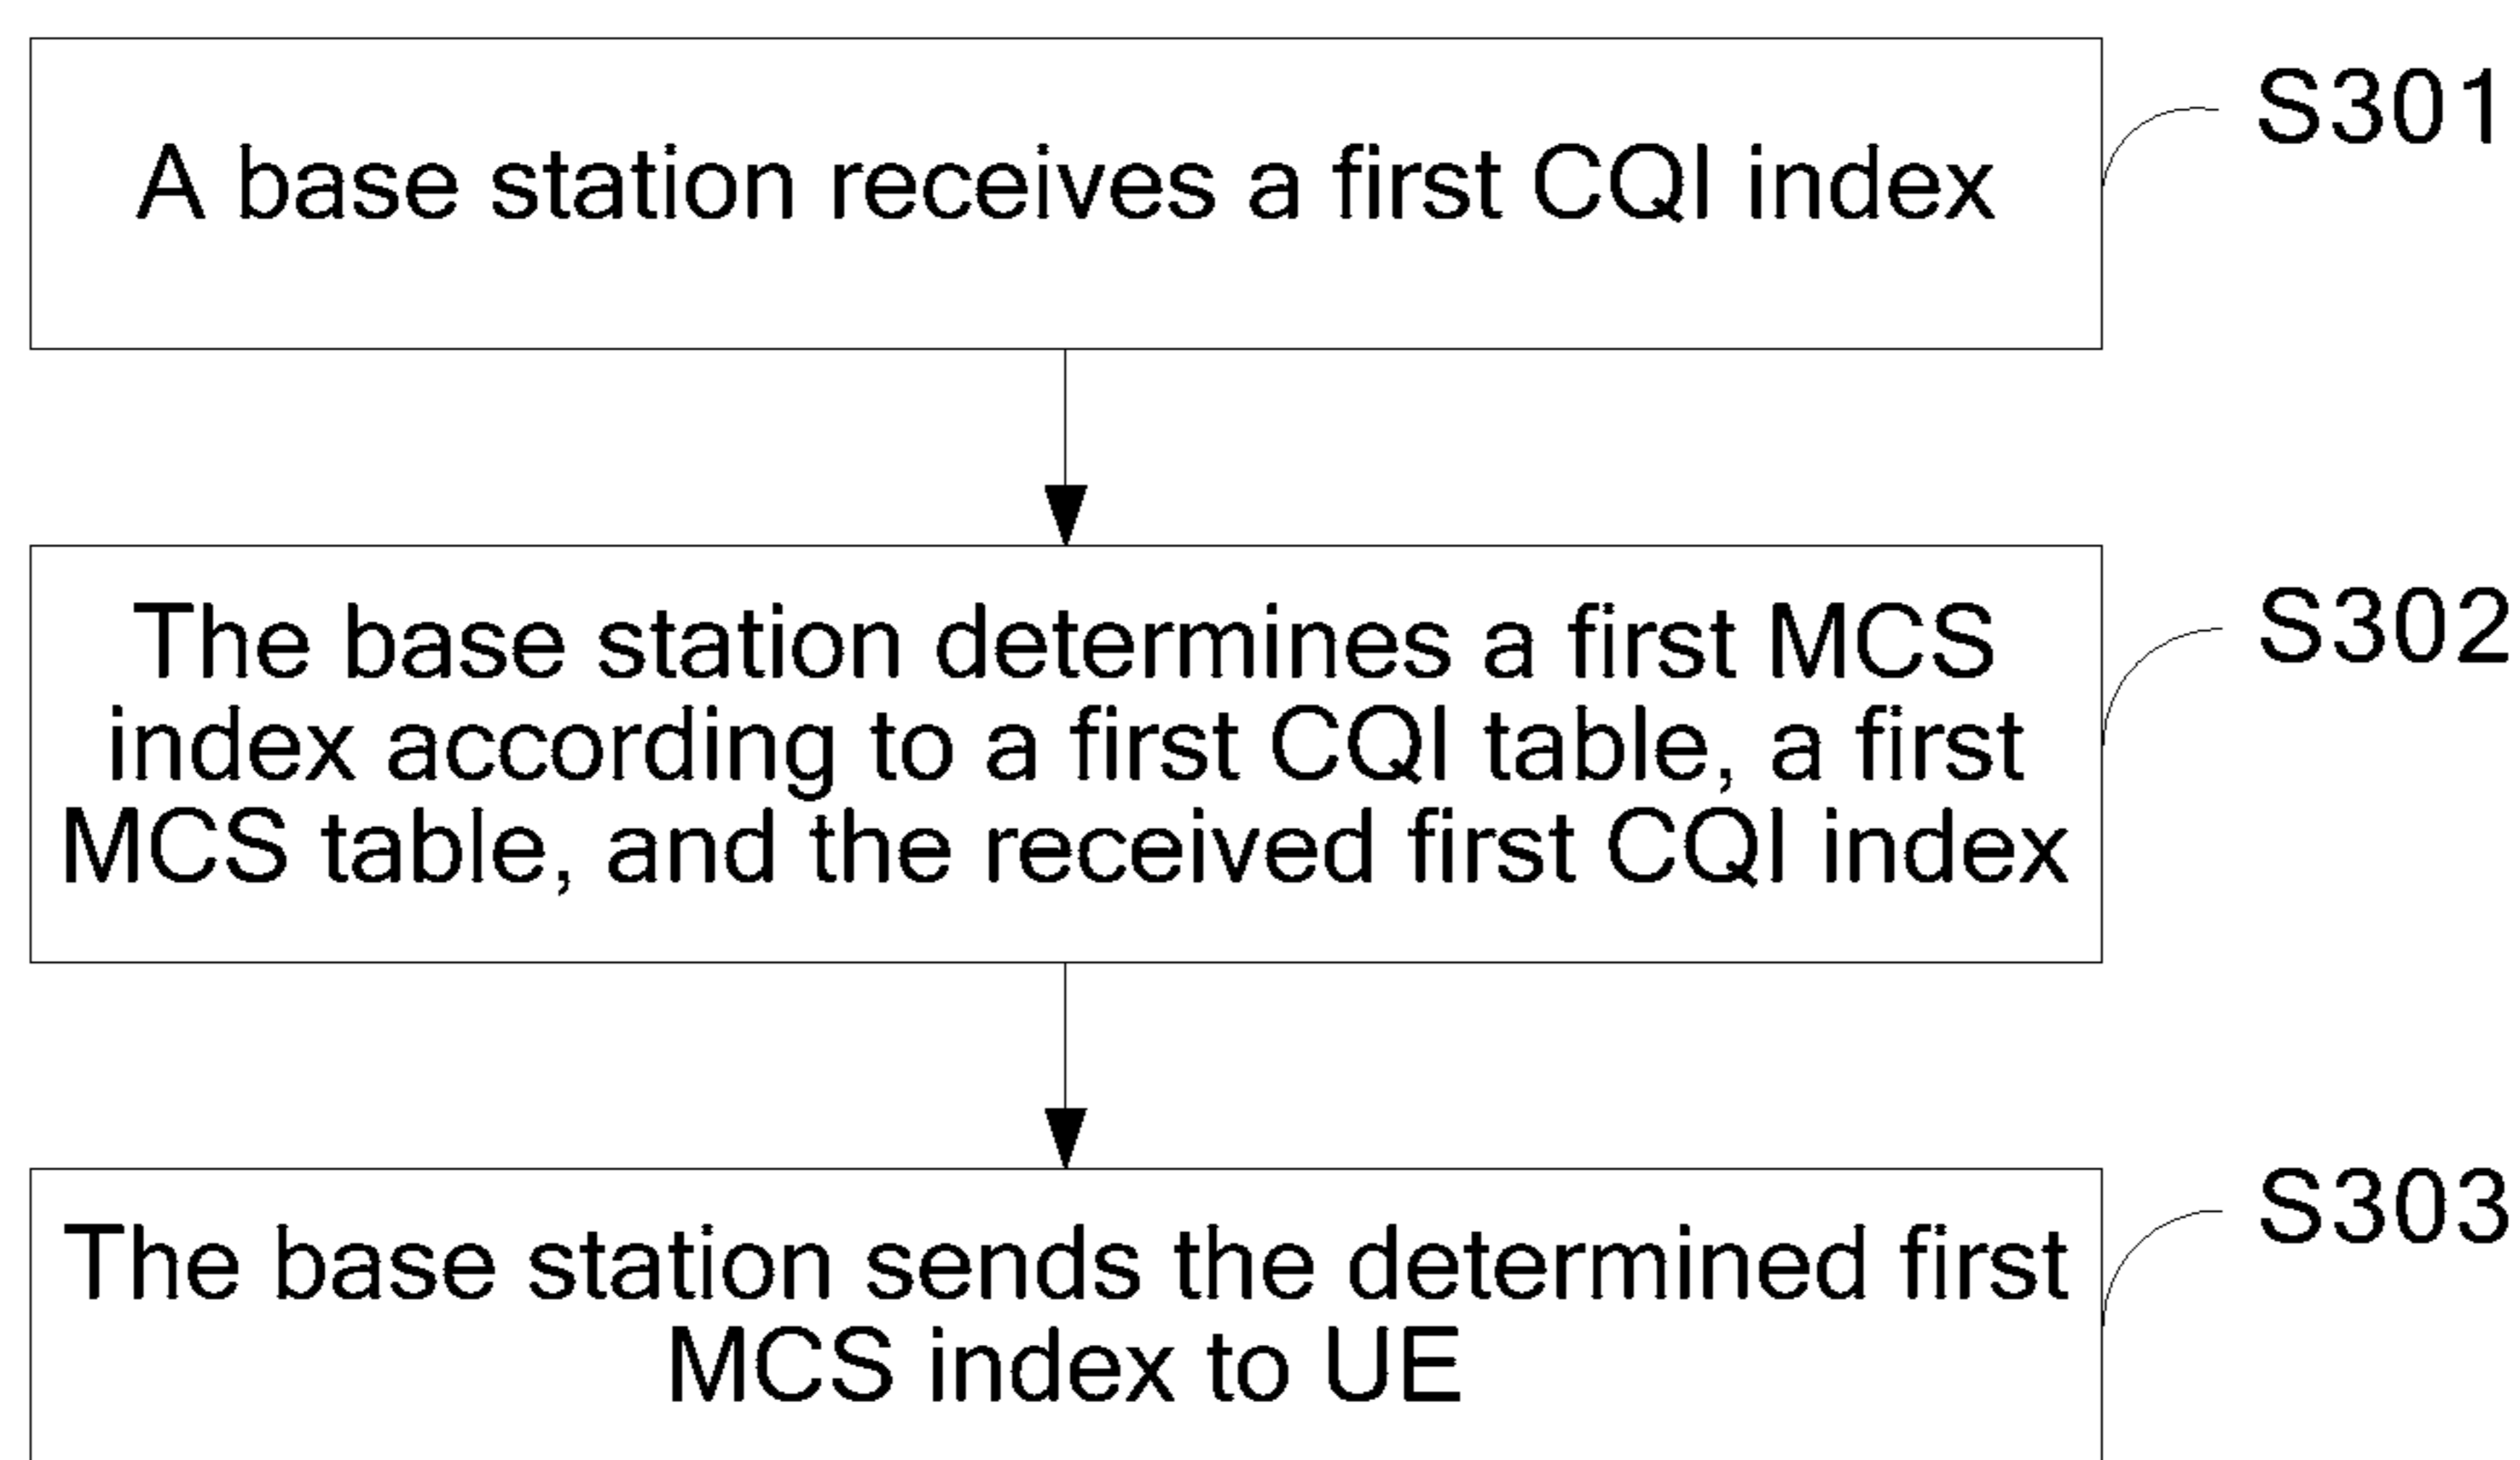 A base station receives a first CQI index
S301
The base station determines a first MCS
index according to a first CQI table, a first
MCS table, and the received first CQI index
S302
The base station sends the determined first
MCS index to UE
S303